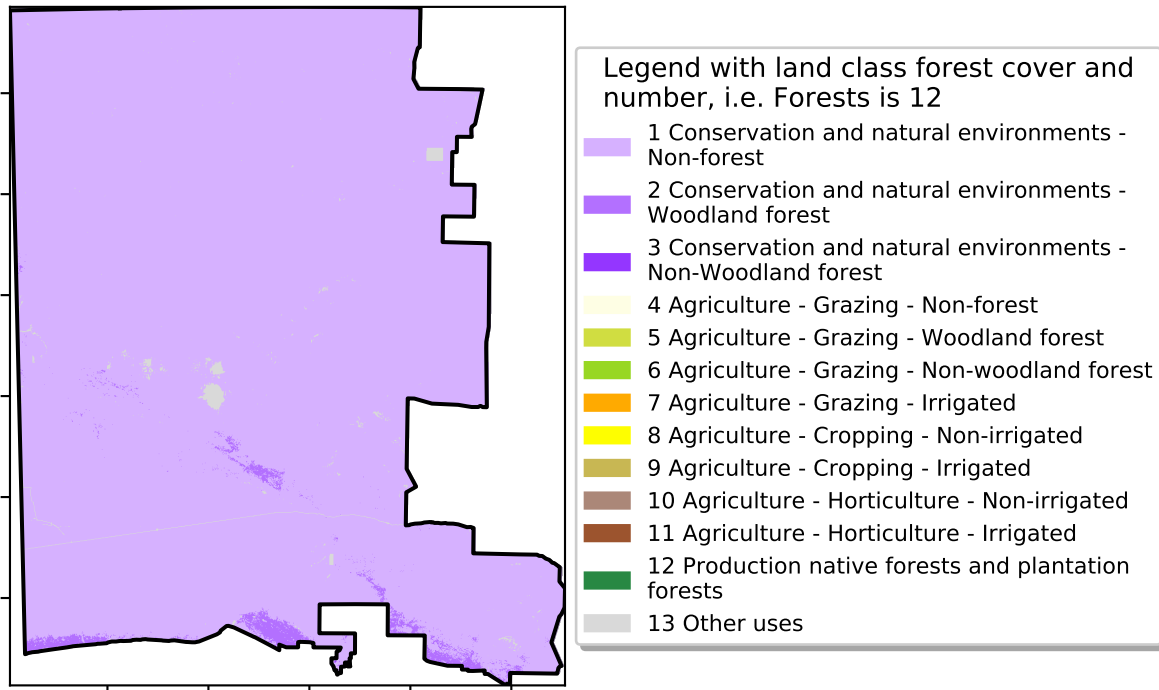 Legend with land class forest cover and
number, i.e. Forests is 12
1 Conservation and natural environments -
Non-forest
2 Conservation and natural environments -
Woodland forest
3 Conservation and natural environments -
Non-Woodland forest
4 Agriculture - Grazing - Non-forest
5 Agriculture - Grazing - Woodland forest
6 Agriculture - Grazing - Non-woodland forest
7 Agriculture - Grazing - Irrigated
8 Agriculture - Cropping - Non-irrigated
9 Agriculture - Cropping - Irrigated
10 Agriculture - Horticulture - Non-irrigated
11 Agriculture - Horticulture - Irrigated
12 Production native forests and plantation
forests
13 Other uses